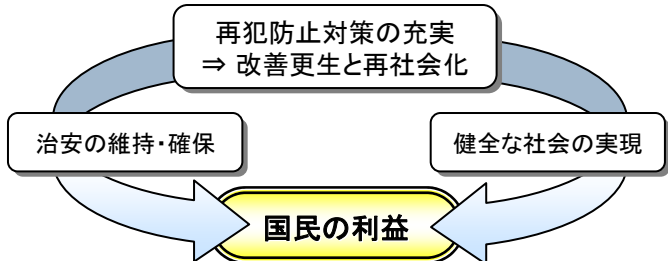 再犯防止対策の充実
⇒ 改善更生と再社会化
治安の維持・確保
健全な社会の実現
国民の利益